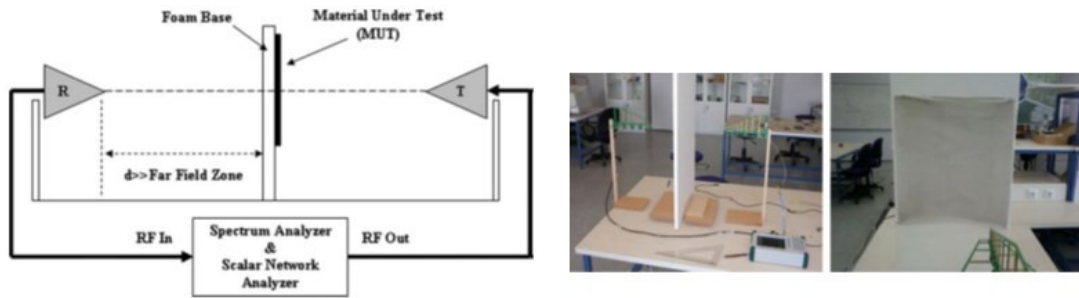 Foam Base
Material Under Test
(MUT)
R
T
d>>Far Field Zone
RF In
Spectrum Analyzer
&
Scalar Network
Analyzer
RF Out